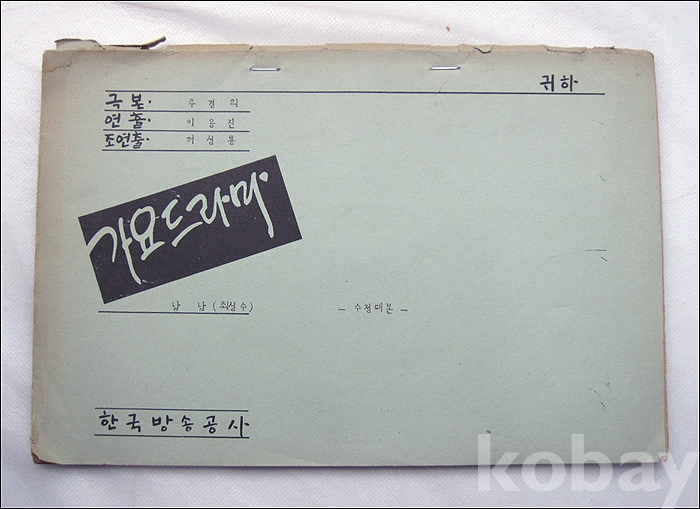 귀하
극본· 주경희
연출· 이응진
조연출· 허성룡
가요드라마
남 남 (최성수)
- 수정대본 -
한국방송공사
kobay